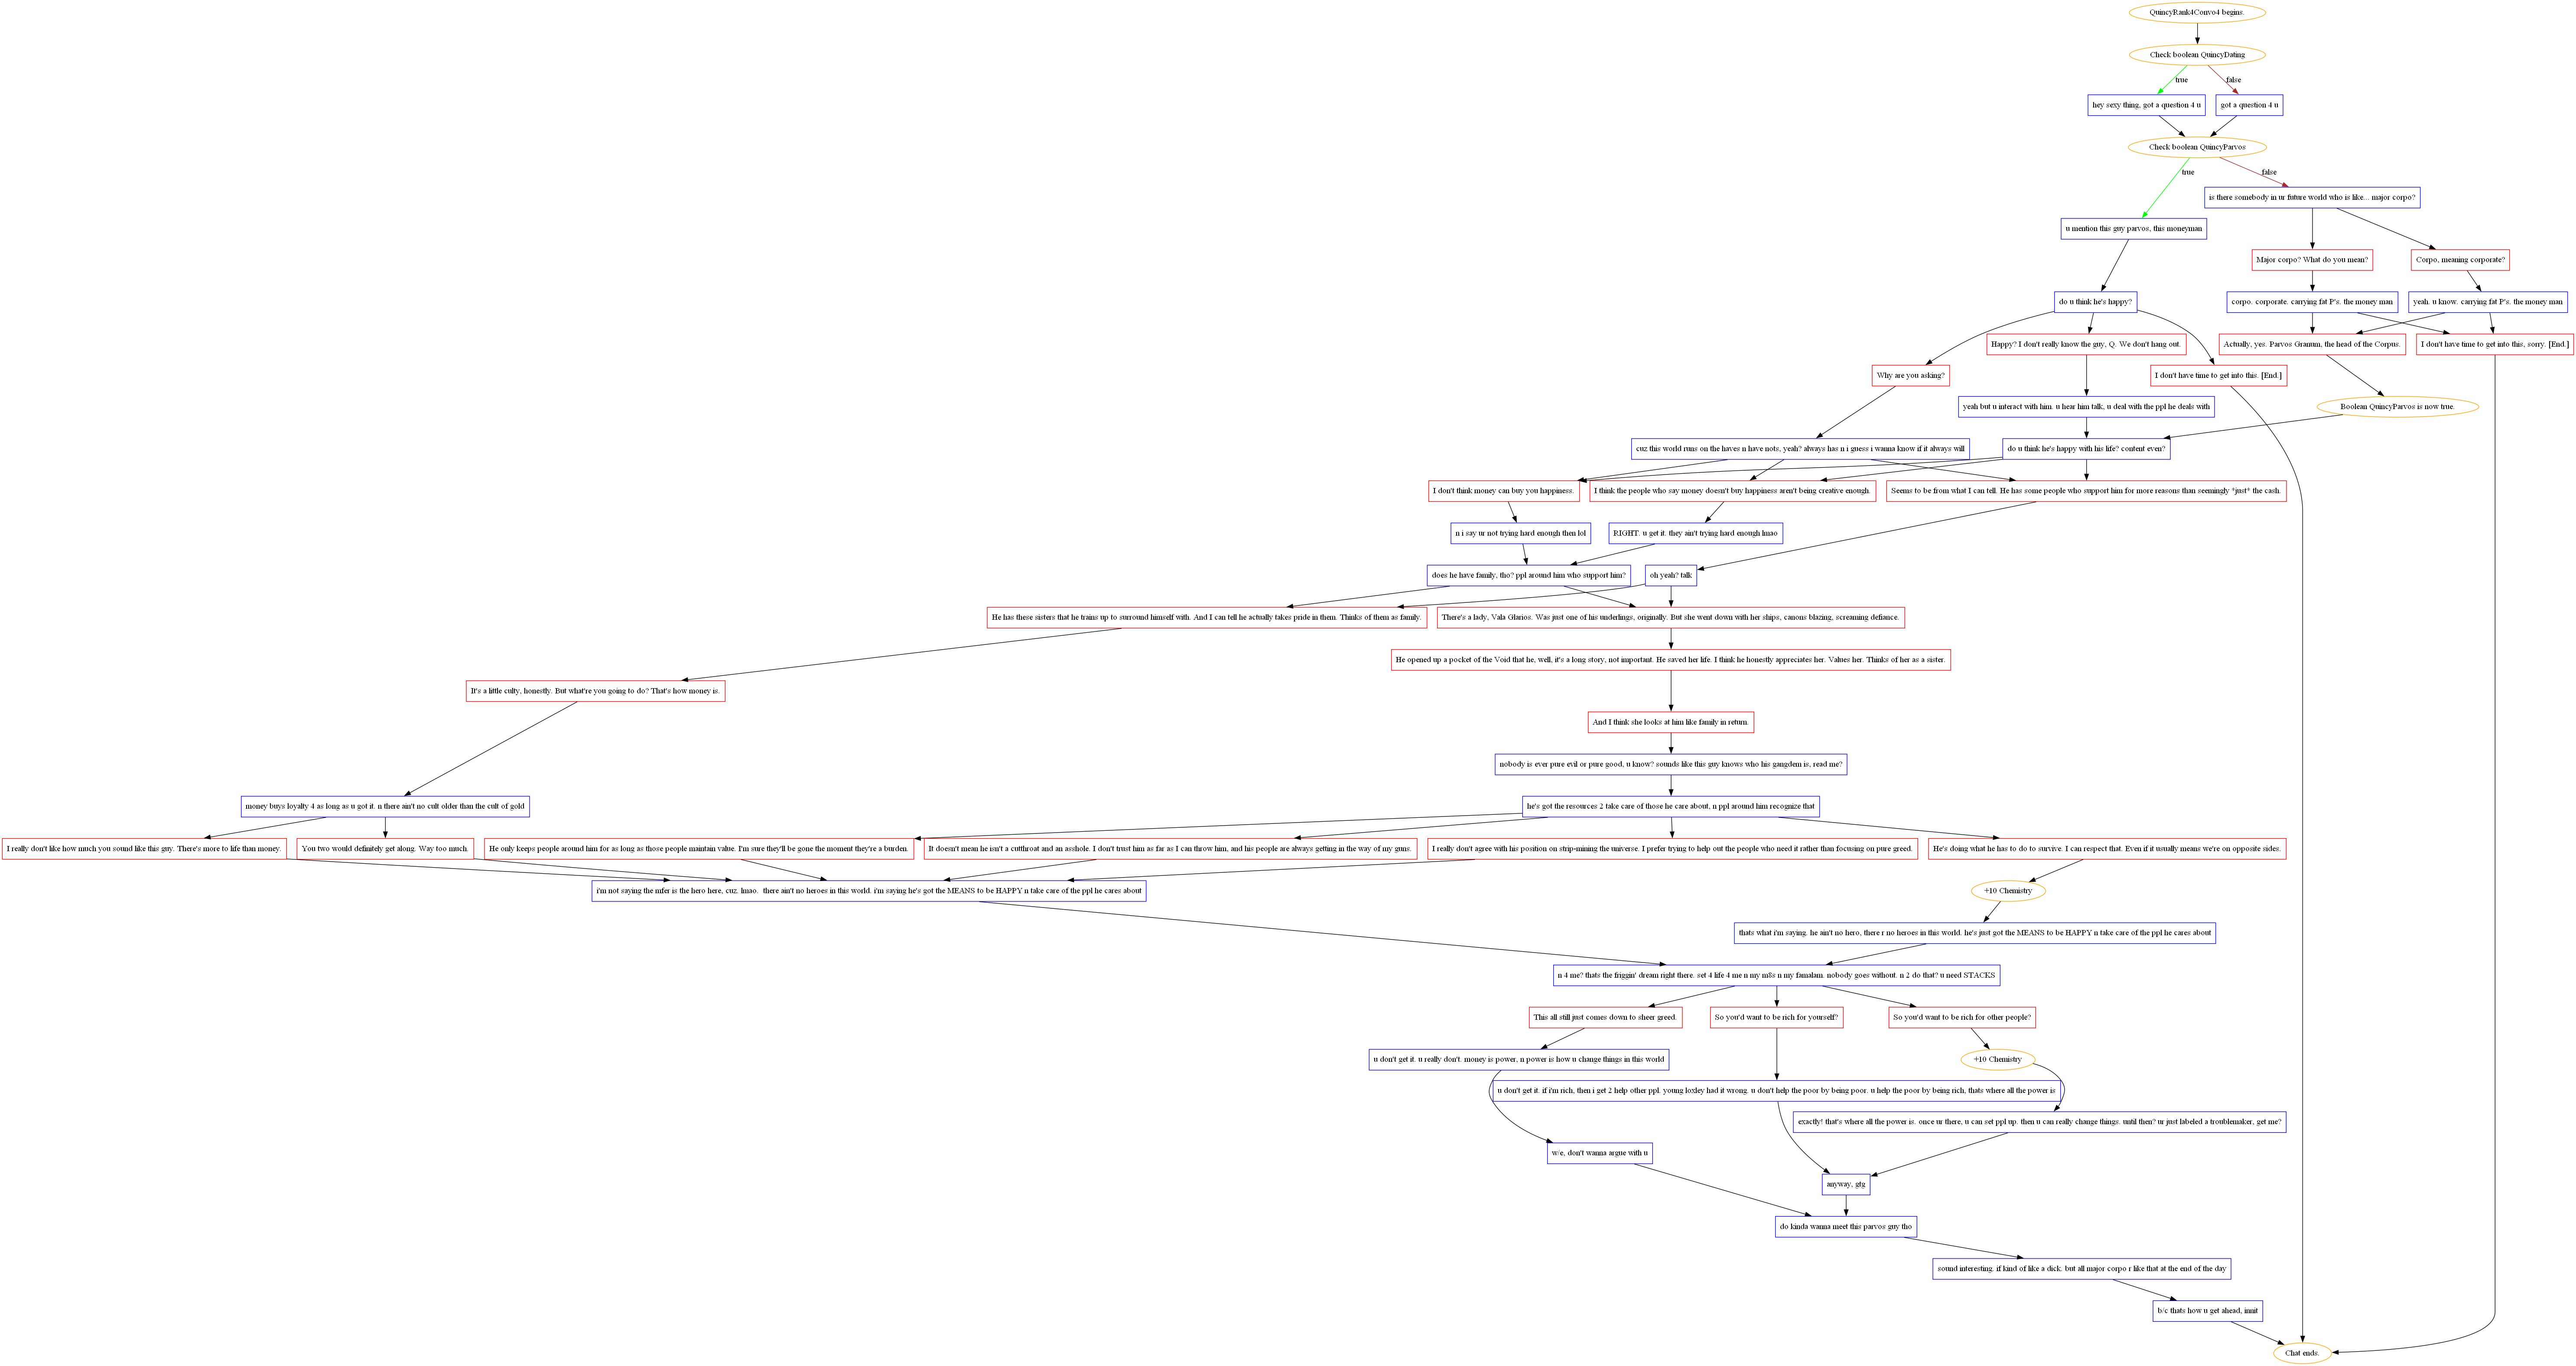 QuincyRank4Convo4 begins.
Check boolean QuincyDating
true
false
hey sexy thing, got a question 4 u
got a question 4 u
Check boolean QuincyParvos
true
false
is there somebody in ur future world who is like... major corpo?
u mention this guy parvos, this moneyman
Major corpo? What do you mean?
Corpo, meaning corporate?
do u think he's happy?
corpo. corporate. carrying fat P's. the money man
yeah. u know. carrying fat P's. the money man
Happy? I don't really know the guy, Q. We don't hang out.
Actually, yes. Parvos Granum, the head of the Corpus.
I don't have time to get into this, sorry. [End.]
Why are you asking?
I don't have time to get into this. [End.]
yeah but u interact with him. u hear him talk, u deal with the ppl he deals with
Boolean QuincyParvos is now true.
cuz this world runs on the haves n have nots, yeah? always has n i guess i wanna know if it always will
do u think he's happy with his life? content even?
I don't think money can buy you happiness.
I think the people who say money doesn't buy happiness aren't being creative enough.
Seems to be from what I can tell. He has some people who support him for more reasons than seemingly *just* the cash.
n i say ur not trying hard enough then lol
RIGHT. u get it. they ain't trying hard enough lmao
does he have family, tho? ppl around him who support him?
oh yeah? talk
He has these sisters that he trains up to surround himself with. And I can tell he actually takes pride in them. Thinks of them as family.
There's a lady, Vala Glarios. Was just one of his underlings, originally. But she went down with her ships, canons blazing, screaming defiance.
He opened up a pocket of the Void that he, well, it's a long story, not important. He saved her life. I think he honestly appreciates her. Values her. Thinks of her as a sister.
It's a little culty, honestly. But what're you going to do? That's how money is.
And I think she looks at him like family in return.
nobody is ever pure evil or pure good, u know? sounds like this guy knows who his gangdem is, read me?
money buys loyalty 4 as long as u got it. n there ain't no cult older than the cult of gold
he's got the resources 2 take care of those he care about, n ppl around him recognize that
I really don't like how much you sound like this guy. There's more to life than money.
You two would definitely get along. Way too much.
He only keeps people around him for as long as those people maintain value. I'm sure they'll be gone the moment they're a burden.
It doesn't mean he isn't a cutthroat and an asshole. I don't trust him as far as I can throw him, and his people are always getting in the way of my guns.
I really don't agree with his position on strip-mining the universe. I prefer trying to help out the people who need it rather than focusing on pure greed.
He's doing what he has to do to survive. I can respect that. Even if it usually means we're on opposite sides.
i'm not saying the mfer is the hero here, cuz. lmao.  there ain't no heroes in this world. i'm saying he's got the MEANS to be HAPPY n take care of the ppl he cares about
+10 Chemistry
thats what i'm saying. he ain't no hero, there r no heroes in this world. he's just got the MEANS to be HAPPY n take care of the ppl he cares about
n 4 me? thats the friggin' dream right there. set 4 life 4 me n my m8s n my famalam. nobody goes without. n 2 do that? u need STACKS
This all still just comes down to sheer greed.
So you'd want to be rich for yourself?
So you'd want to be rich for other people?
u don't get it. u really don't. money is power, n power is how u change things in this world
+10 Chemistry
u don't get it. if i'm rich, then i get 2 help other ppl. young loxley had it wrong. u don't help the poor by being poor. u help the poor by being rich, thats where all the power is
exactly! that's where all the power is. once ur there, u can set ppl up. then u can really change things. until then? ur just labeled a troublemaker, get me?
w/e, don't wanna argue with u
anyway, gtg
do kinda wanna meet this parvos guy tho
sound interesting. if kind of like a dick. but all major corpo r like that at the end of the day
b/c thats how u get ahead, innit
Chat ends.